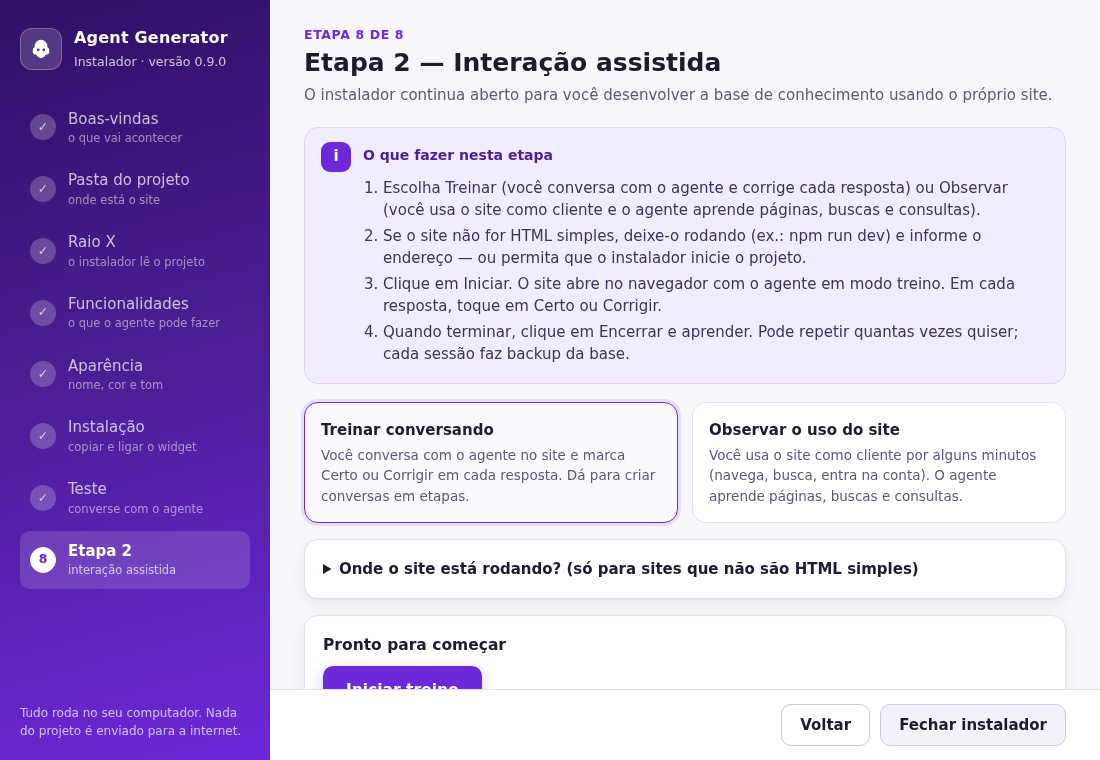 Agent Generator
Instalador · versão 0.9.0
✓ Boas-vindas
o que vai acontecer
✓ Pasta do projeto
onde está o site
✓ Raio X
o instalador lê o projeto
✓ Funcionalidades
o que o agente pode fazer
✓ Aparência
nome, cor e tom
✓ Instalação
copiar e ligar o widget
✓ Teste
converse com o agente
8 Etapa 2
interação assistida
Tudo roda no seu computador. Nada
do projeto é enviado para a internet.
ETAPA 8 DE 8
Etapa 2 — Interação assistida
O instalador continua aberto para você desenvolver a base de conhecimento usando o próprio site.
i O que fazer nesta etapa
1. Escolha Treinar (você conversa com o agente e corrige cada resposta) ou Observar
(você usa o site como cliente e o agente aprende páginas, buscas e consultas).
2. Se o site não for HTML simples, deixe-o rodando (ex.: npm run dev) e informe o
endereço — ou permita que o instalador inicie o projeto.
3. Clique em Iniciar. O site abre no navegador com o agente em modo treino. Em cada
resposta, toque em Certo ou Corrigir.
4. Quando terminar, clique em Encerrar e aprender. Pode repetir quantas vezes quiser;
cada sessão faz backup da base.
Treinar conversando
Você conversa com o agente no site e marca
Certo ou Corrigir em cada resposta. Dá para criar
conversas em etapas.
Observar o uso do site
Você usa o site como cliente por alguns minutos
(navega, busca, entra na conta). O agente
aprende páginas, buscas e consultas.
Onde o site está rodando? (só para sites que não são HTML simples)
Pronto para começar
Iniciar treino
Voltar
Fechar instalador